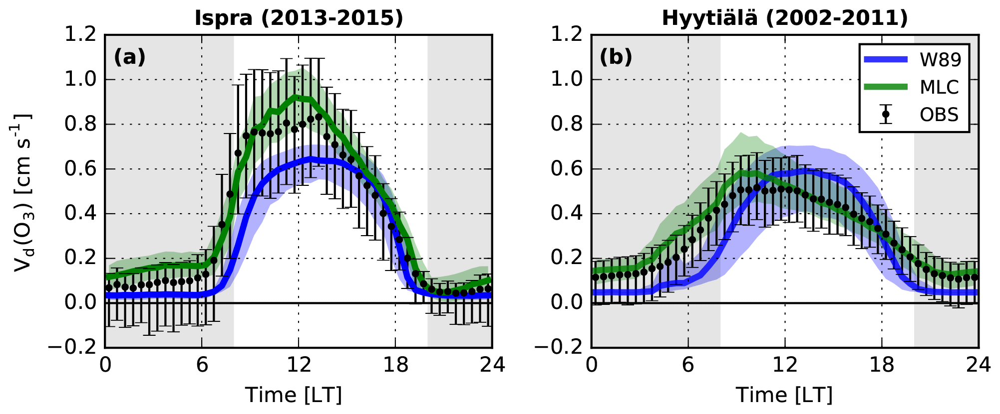 Ispra (2013-2015)
Hyytiälä (2002-2011)
(a)
(b)
W89
MLC
OBS
V_d(O_3) [cm s^-1]
1.2
1.0
0.8
0.6
0.4
0.2
0.0
−0.2
0 6 12 18 24
Time [LT]
1.2
1.0
0.8
0.6
0.4
0.2
0.0
−0.2
0 6 12 18 24
Time [LT]